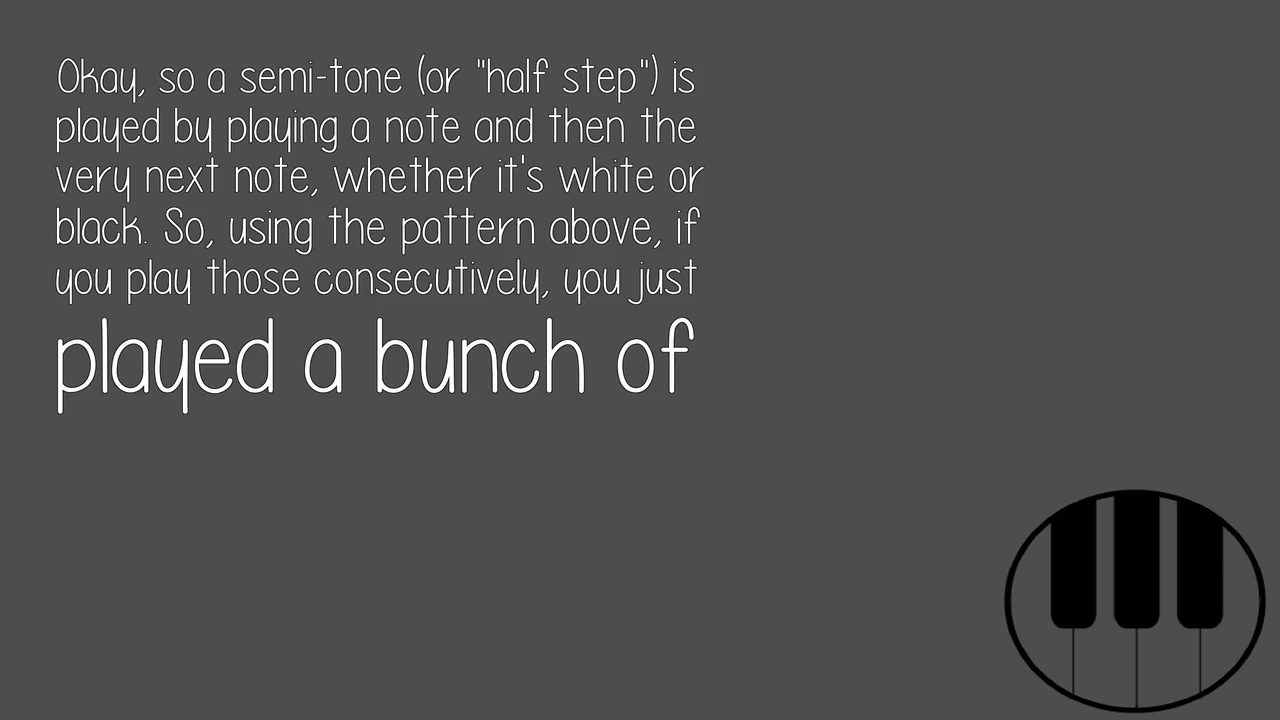 Okay, so a semi-tone (or "half step") is
played by playing a note and then the
very next note, whether it's white or
black. So, using the pattern above, if
you play those consecutively, you just
played a bunch of